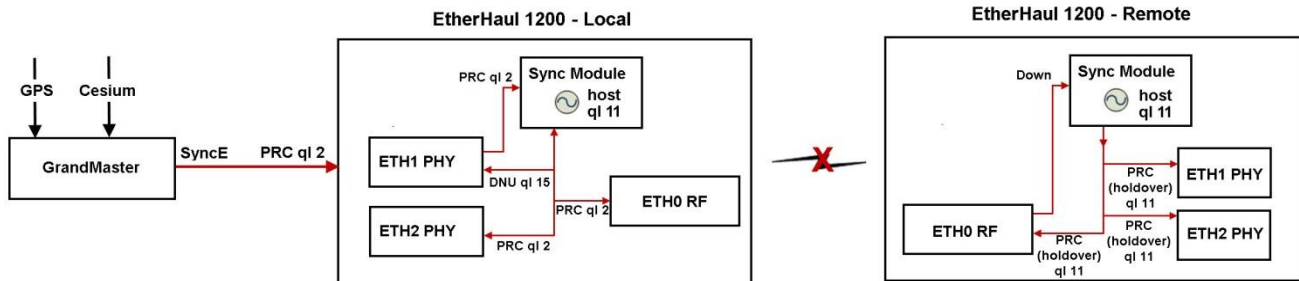 EtherHaul 1200 - Local
EtherHaul 1200 - Remote
GPS
Cesium
GrandMaster
SyncE
PRC ql 2
PRC ql 2
Sync Module
host
ql 11
ETH1 PHY
DNU ql 15
ETH2 PHY
PRC ql 2
PRC ql 2
ETH0 RF
X
Down
Sync Module
host
ql 11
ETH1 PHY
PRC
(holdover)
ql 11
ETH2 PHY
PRC
(holdover)
ql 11
ETH0 RF
PRC
(holdover)
ql 11